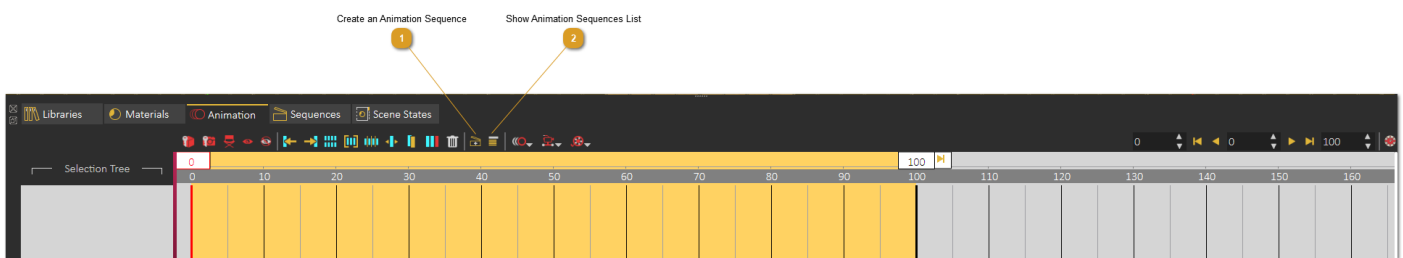 Create an Animation Sequence Show Animation Sequences List
1 2
Libraries Materials Animation Sequences Scene States
0 0 100
Selection Tree
0 100
0 10 20 30 40 50 60 70 80 90 100 110 120 130 140 150 160